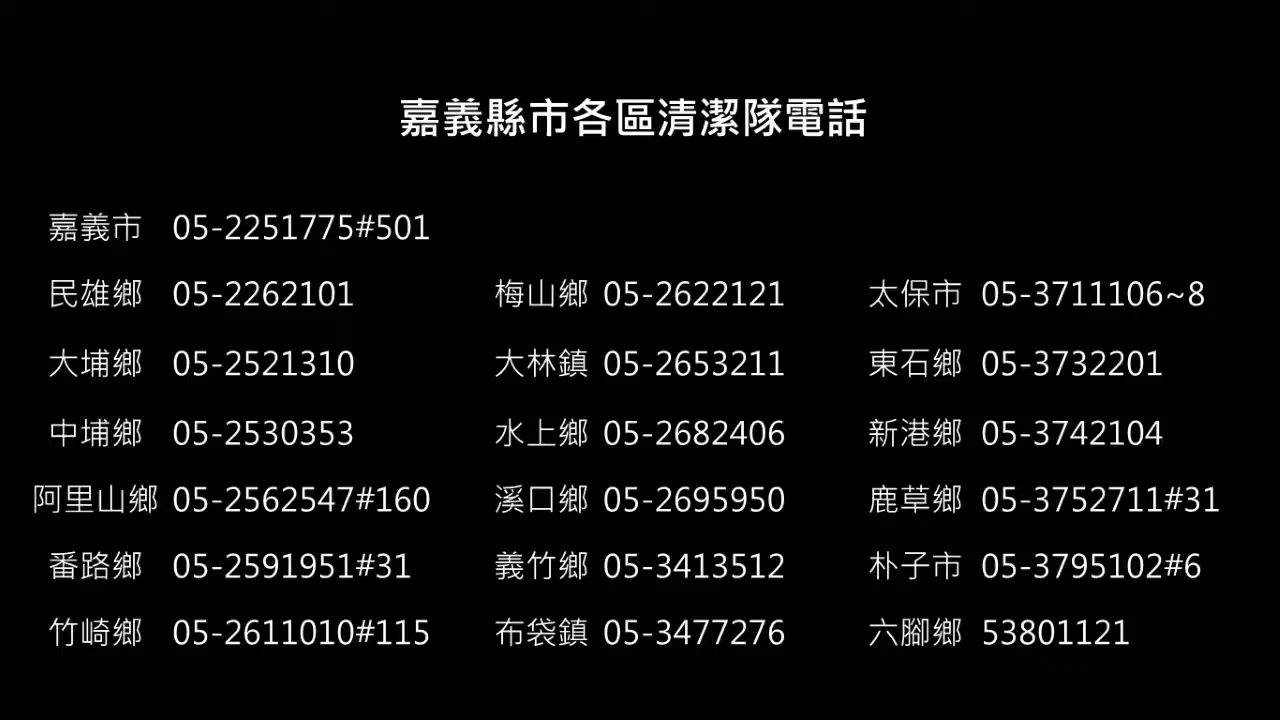 嘉義縣市各區清潔隊電話
嘉義市 05-2251775#501
民雄鄉 05-2262101 梅山鄉 05-2622121 太保市 05-3711106~8
大埔鄉 05-2521310 大林鎮 05-2653211 東石鄉 05-3732201
中埔鄉 05-2530353 水上鄉 05-2682406 新港鄉 05-3742104
阿里山鄉 05-2562547#160 溪口鄉 05-2695950 鹿草鄉 05-3752711#31
番路鄉 05-2591951#31 義竹鄉 05-3413512 朴子市 05-3795102#6
竹崎鄉 05-2611010#115 布袋鎮 05-3477276 六腳鄉 53801121